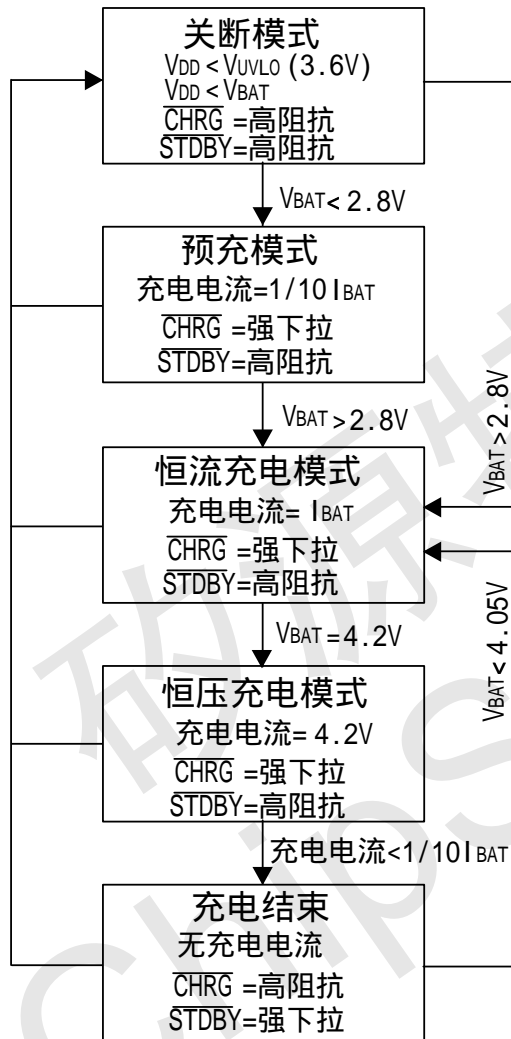 关断模式
VDD < VUVLO (3.6V)
VDD < VBAT
CHRG =高阻抗
STDBY=高阻抗
VBAT< 2.8V
预充模式
充电电流=1/10IBAT
CHRG =强下拉
STDBY=高阻抗
VBAT >2.8V
恒流充电模式
充电电流= IBAT
CHRG =强下拉
STDBY=高阻抗
VBAT>2.8V
VBAT< 4.05V
VBAT =4.2V
恒压充电模式
充电电流= 4.2V
CHRG =强下拉
STDBY=高阻抗
充电电流<1/10IBAT
充电结束
无充电电流
CHRG =高阻抗
STDBY=强下拉
矽源特
ChipS